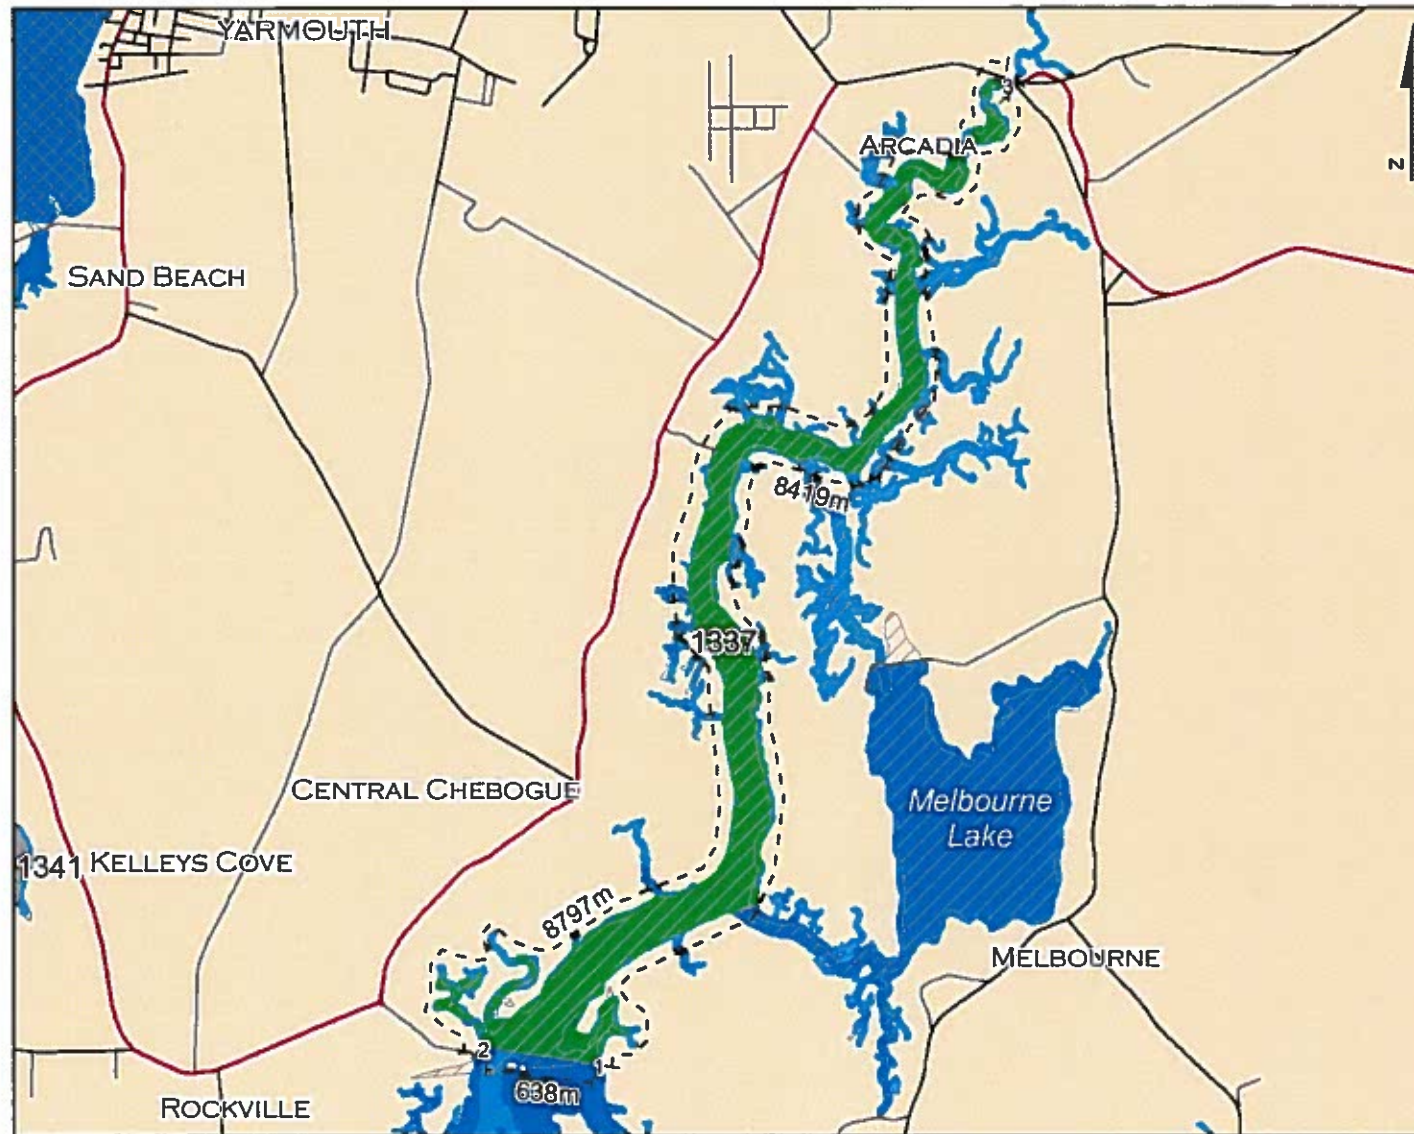 YARMOUTH
3
ARCADIA
N
SAND BEACH
8419m
1337
CENTRAL CHEBOGUE
Melbourne
Lake
1341 KELLEYS COVE
8797m
MELBOURNE
2
1
638m
ROCKVILLE